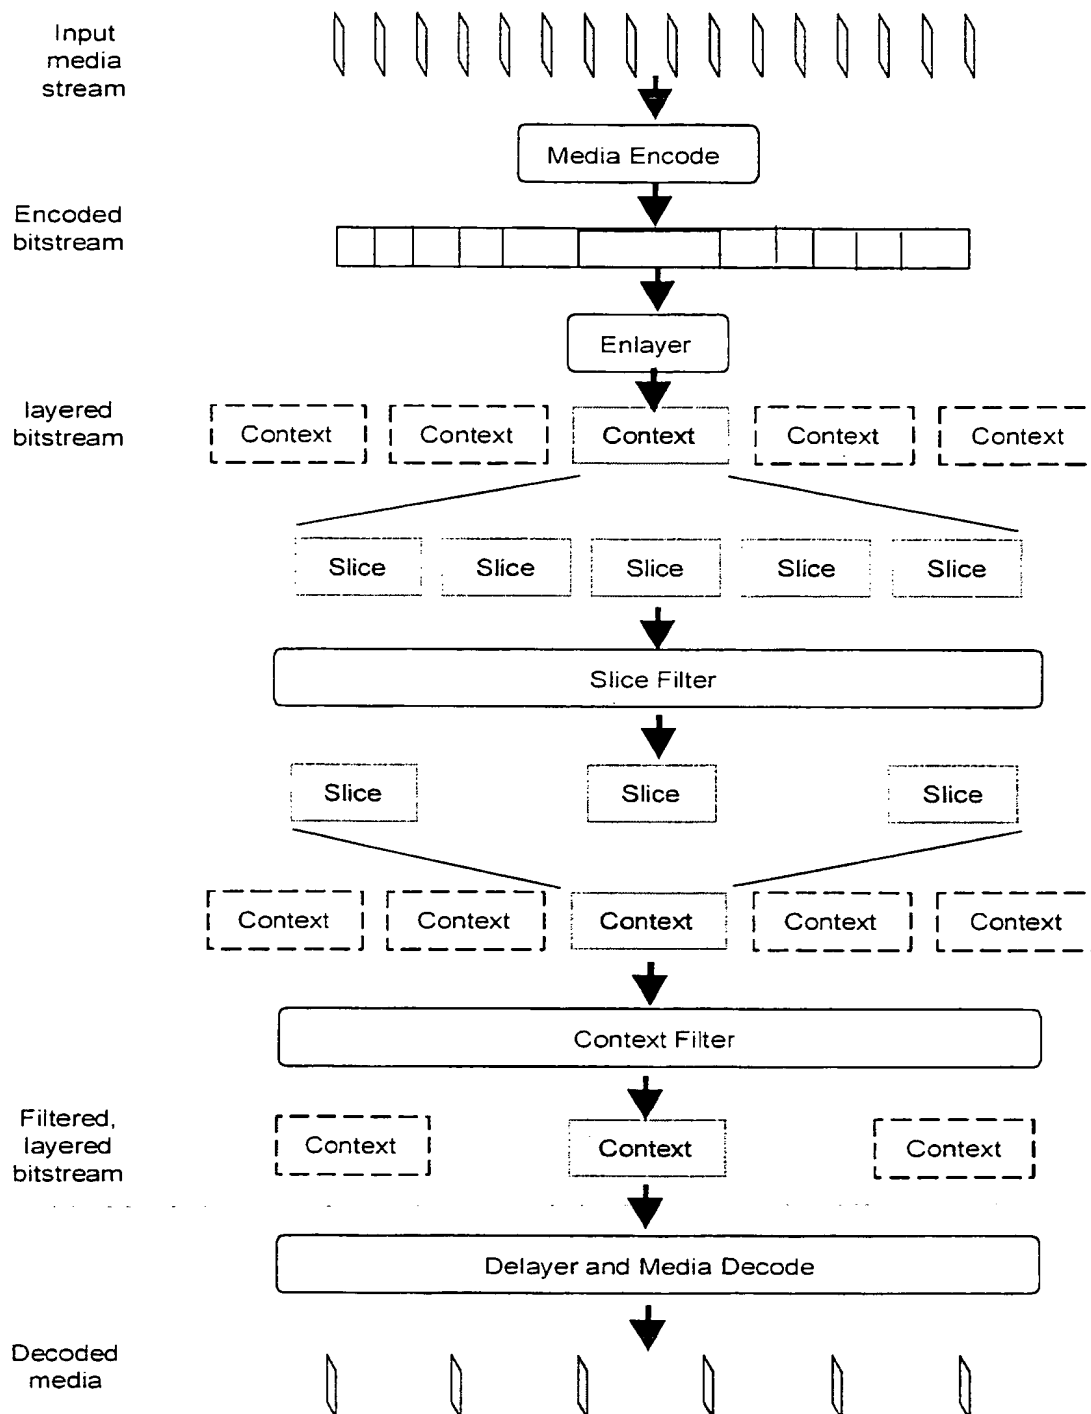 Input
media
stream
Media Encode
Encoded
bitstream
Enlayer
layered
bitstream
Context Context Context Context Context
Slice Slice Slice Slice Slice
Slice Filter
Slice Slice Slice
Context Context Context Context Context
Context Filter
Filtered,
layered
bitstream
Context Context Context
Delayer and Media Decode
Decoded
media